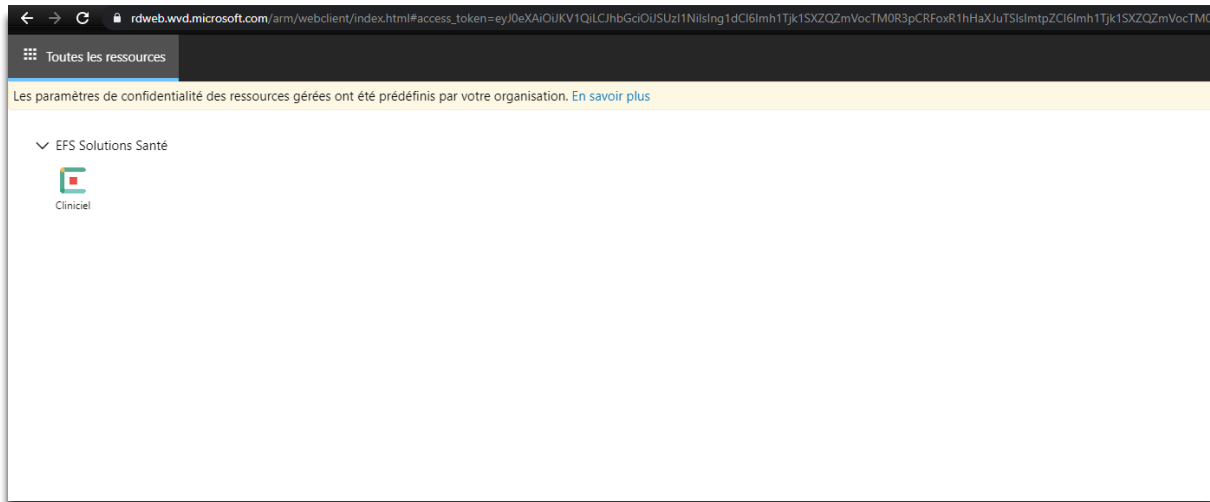 rdweb.wvd.microsoft.com/arm/webclient/index.html#access_token=eyJ0eXAiOiJKV1QiLCJhbGciOiJSUzI1NiIsIng1dCI6Imh1Tjk1SXZQZmVocTM0R3pCRFoxR1hHaXJuTSIsImtpZCI6Imh1Tjk1SXZQZmVocTM0
Toutes les ressources
Les paramètres de confidentialité des ressources gérées ont été prédéfinis par votre organisation. En savoir plus
EFS Solutions Santé
Cliniciel